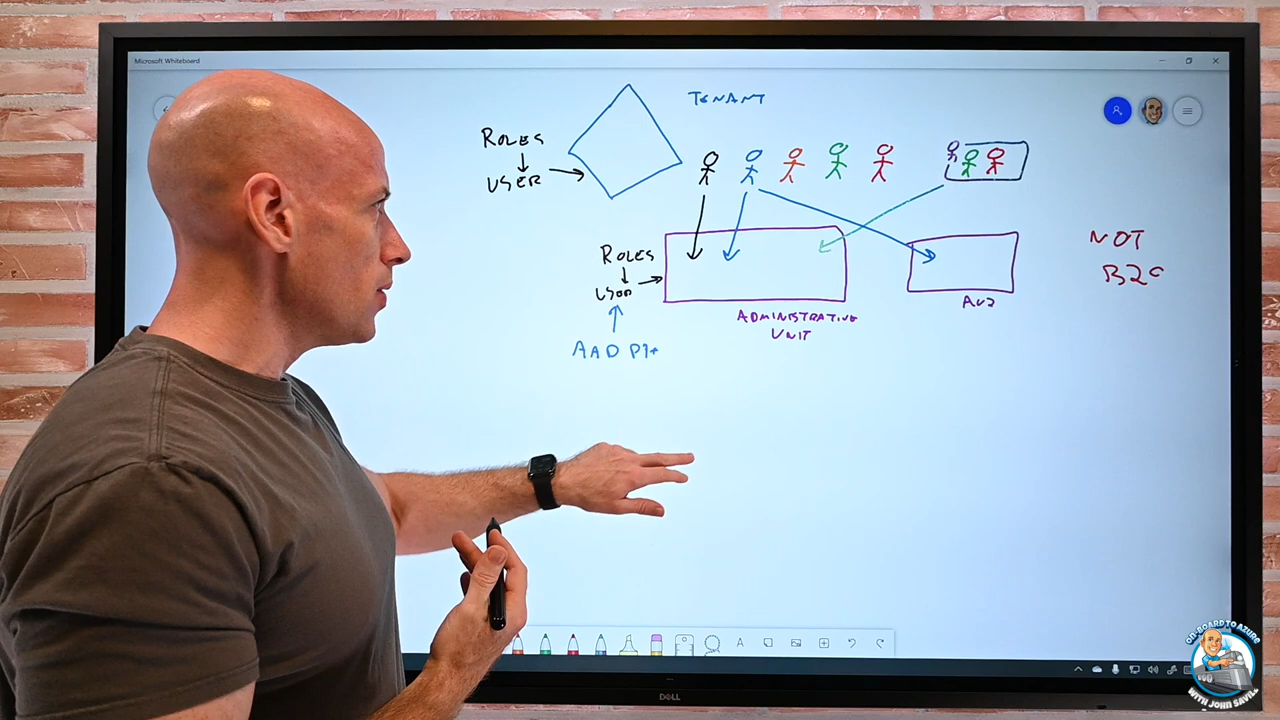 Microsoft Whiteboard
TENANT
ROLES
USER
ROLES
USER
NOT
B2C
ADMINISTRATIVE
UNIT
AU2
AAD P1+
A
DELL
ON-BOARD TO AZURE
WITH JOHN SAVILL